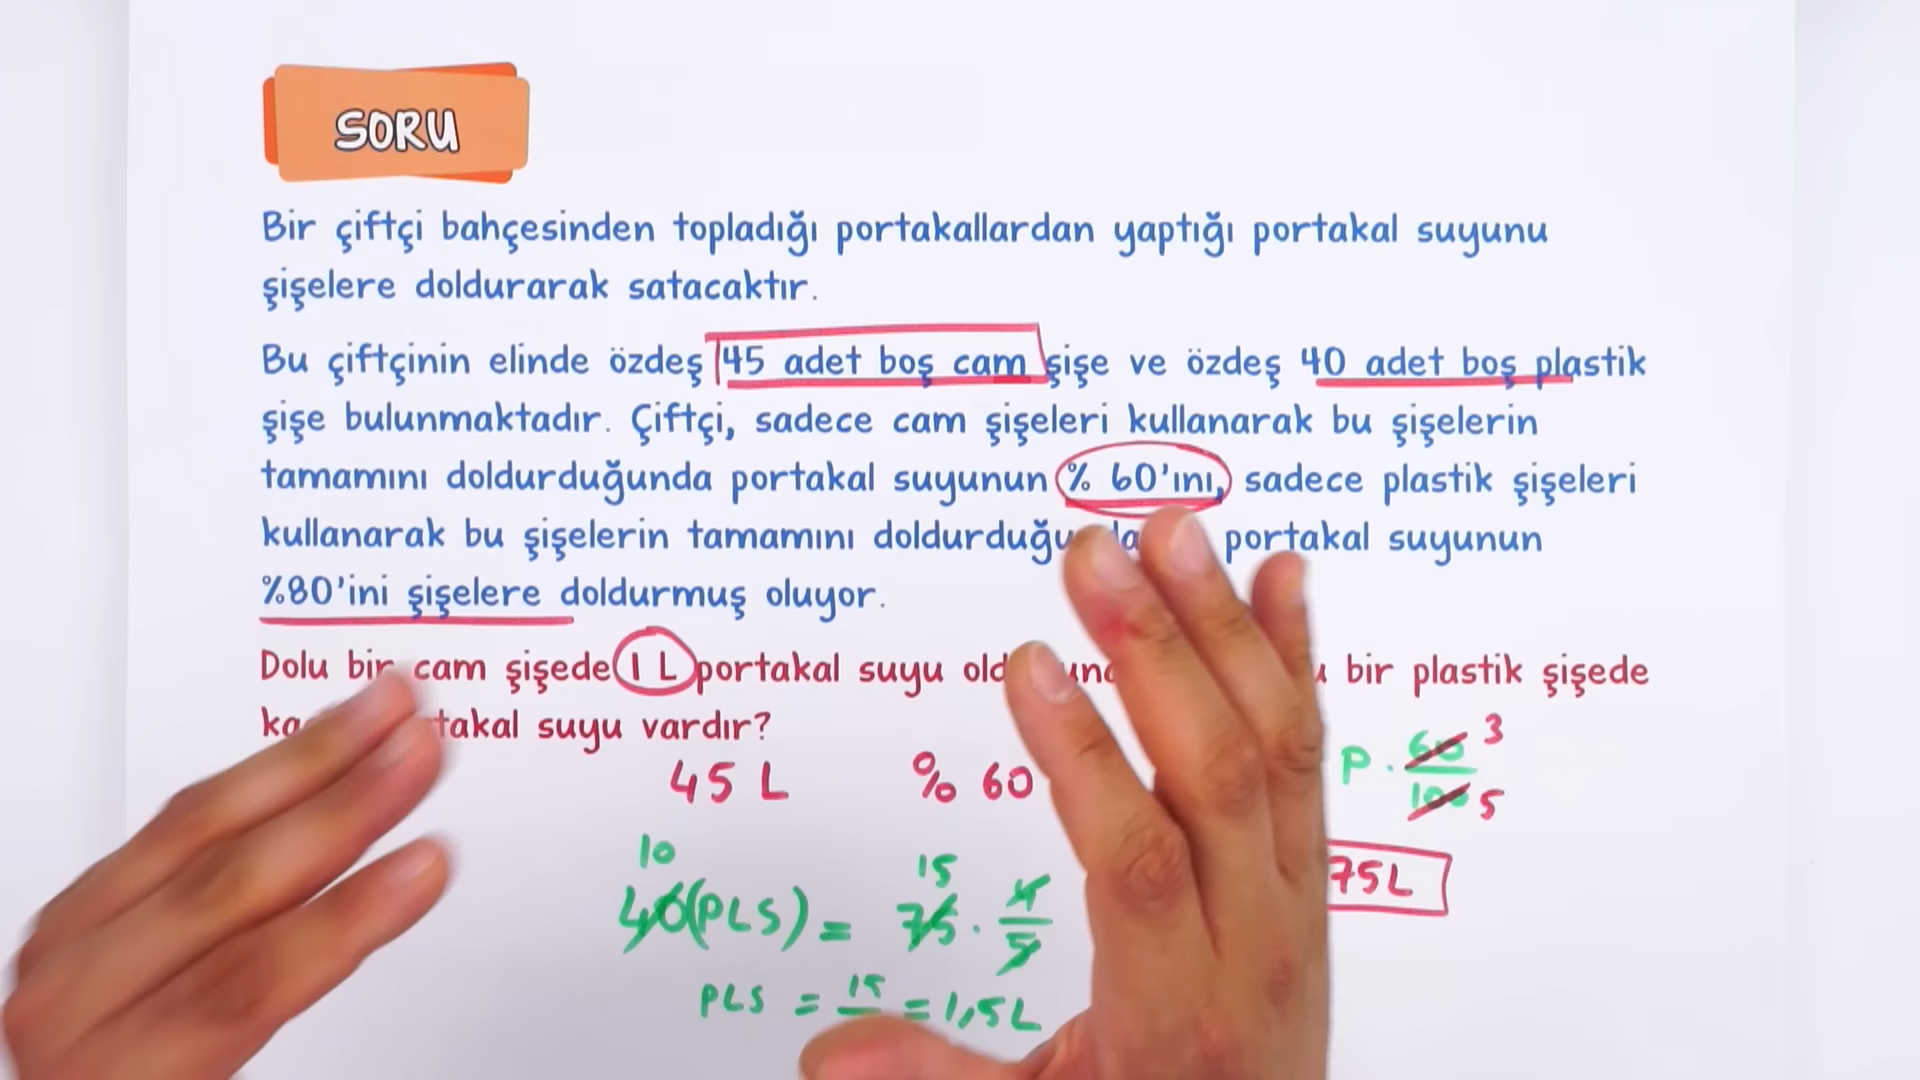 SORU
Bir çiftçi bahçesinden topladığı portakallardan yaptığı portakal suyunu
şişelere doldurarak satacaktır.
Bu çiftçinin elinde özdeş 45 adet boş cam şişe ve özdeş 40 adet boş plastik
şişe bulunmaktadır. Çiftçi, sadece cam şişeleri kullanarak bu şişelerin
tamamını doldurduğunda portakal suyunun % 60'ını, sadece plastik şişeleri
kullanarak bu şişelerin tamamını portakal suyunun
%80'ini şişelere doldurmuş oluyor.
Dolu bir cam şişede 1 L portakal suyu bir plastik şişede
suyu vardır?
45 L % 60 P . 60/100 3 5
10 15
40(PLS) = 75 . 4/5
75L
PLS = 15 = 1,5L